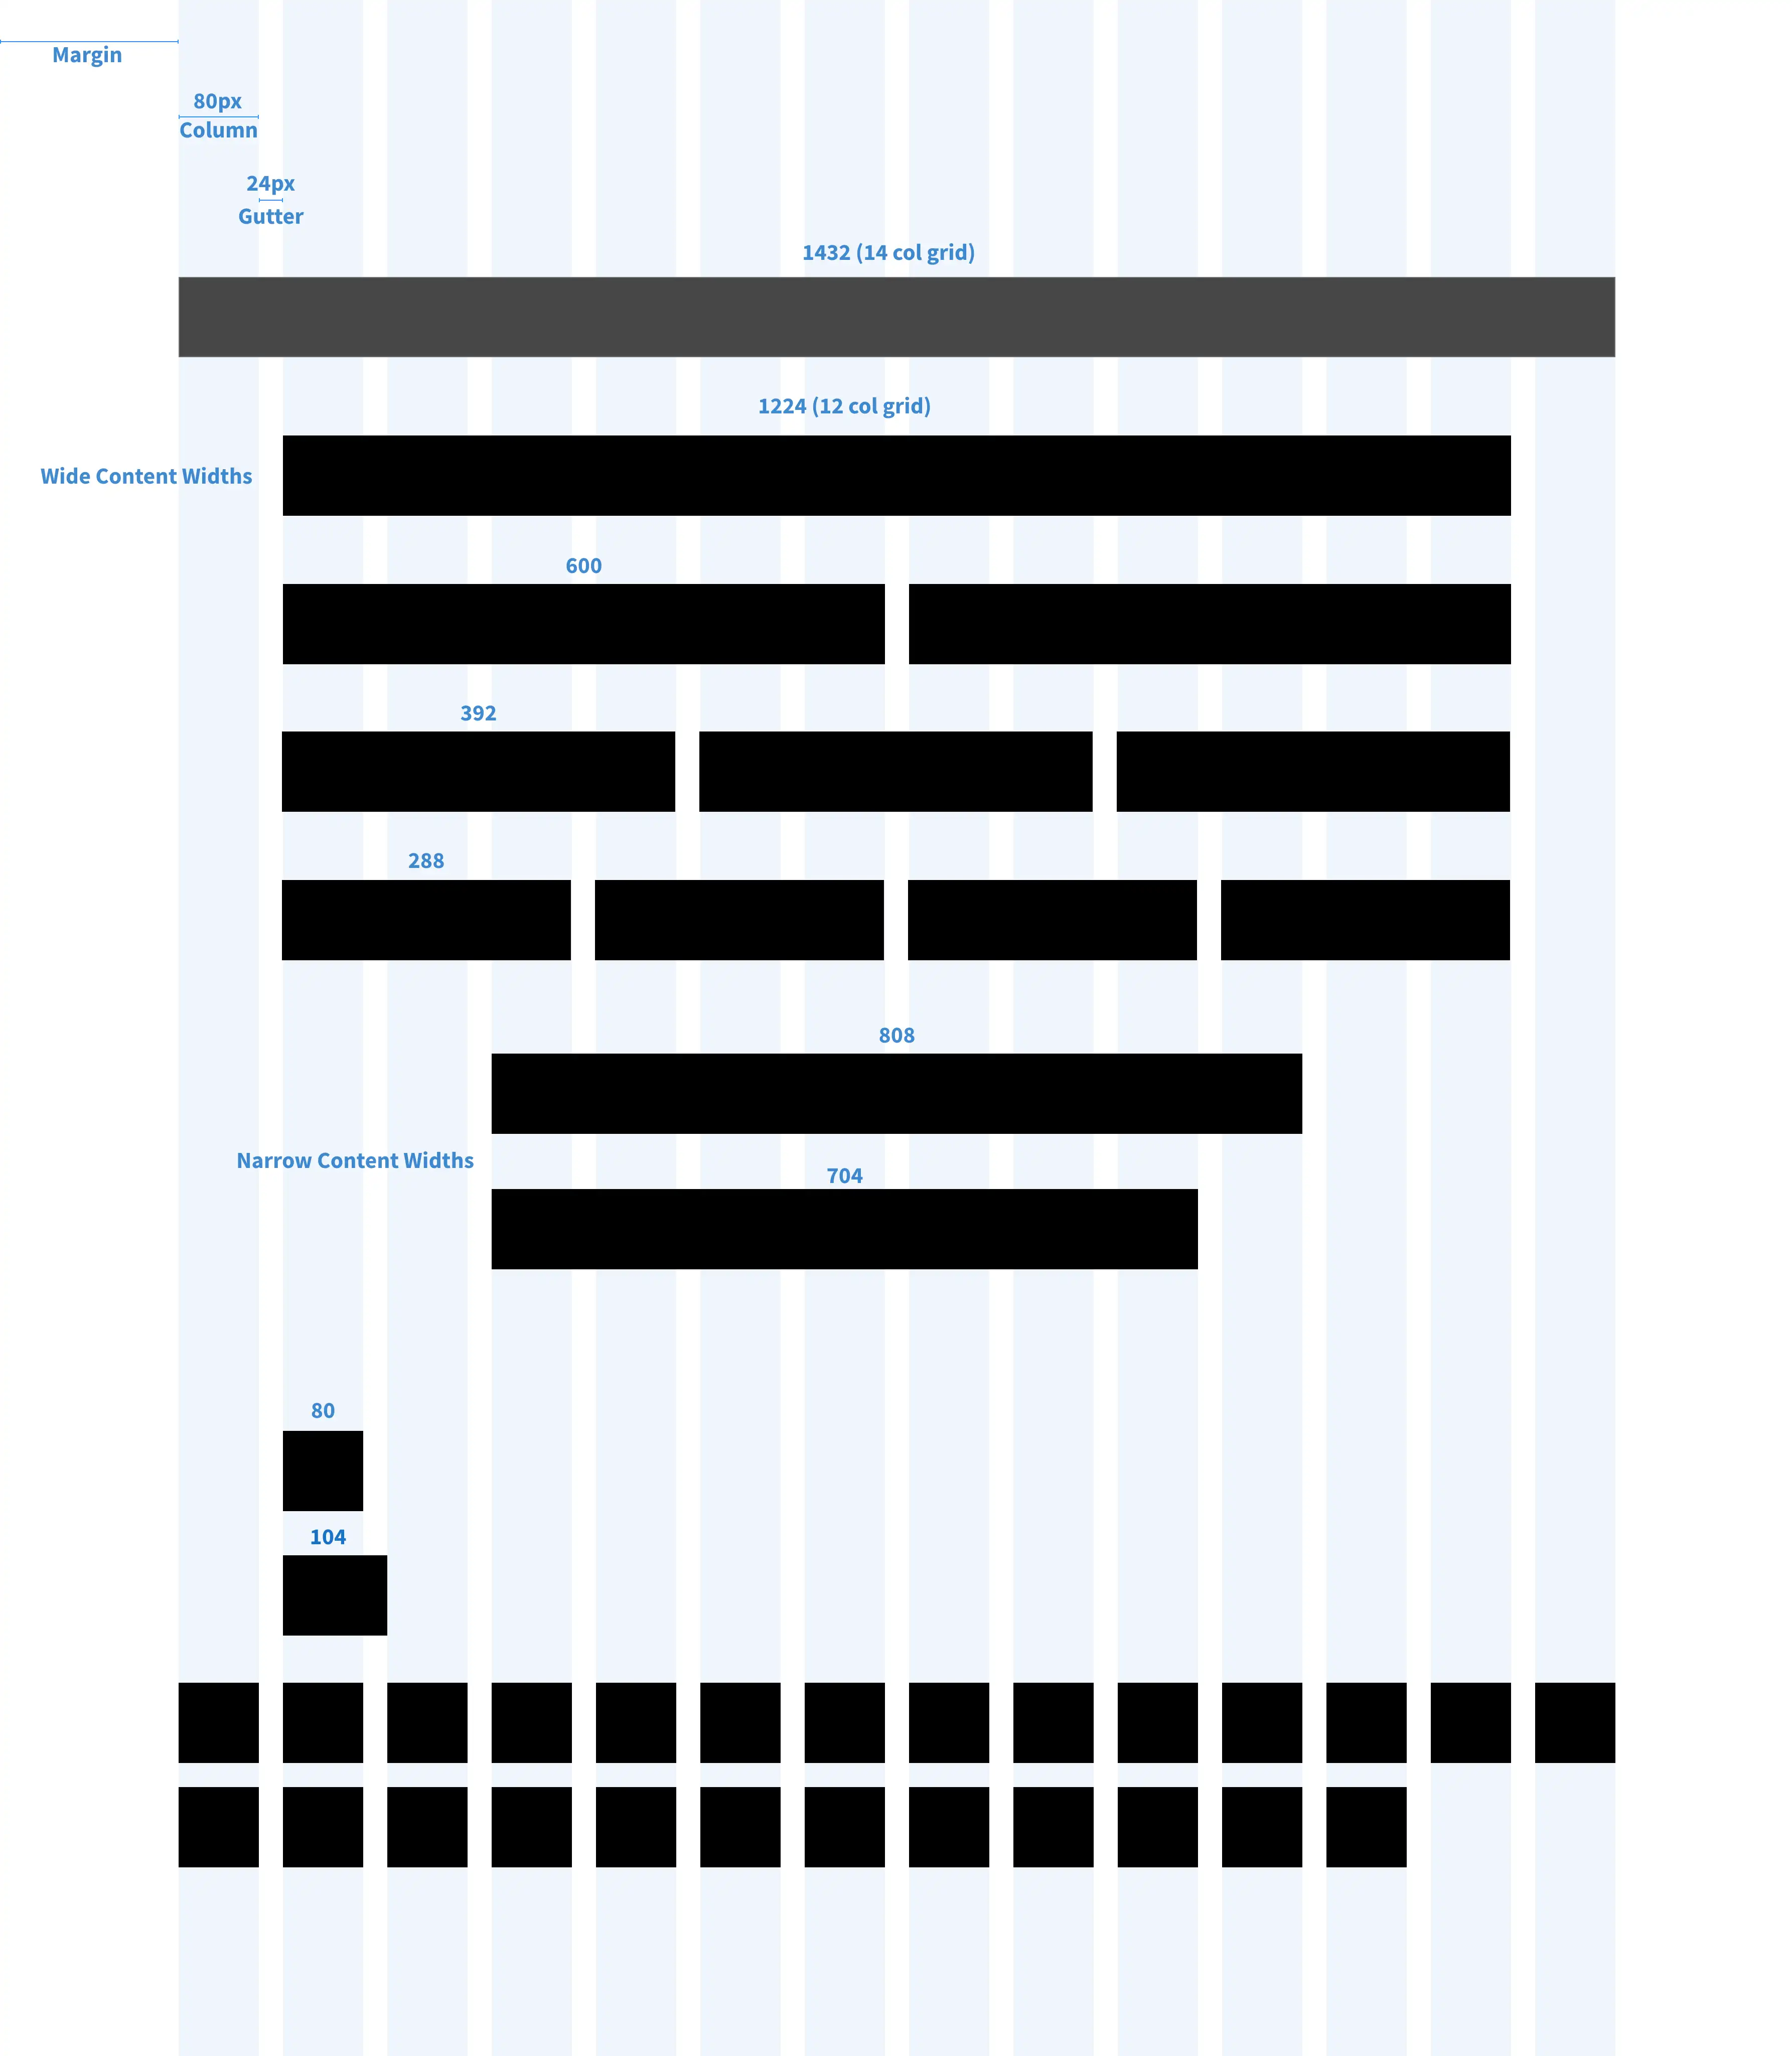 Margin
80px
Column
24px
Gutter
1432 (14 col grid)
1224 (12 col grid)
Wide Content Widths
600
392
288
808
Narrow Content Widths
704
80
104